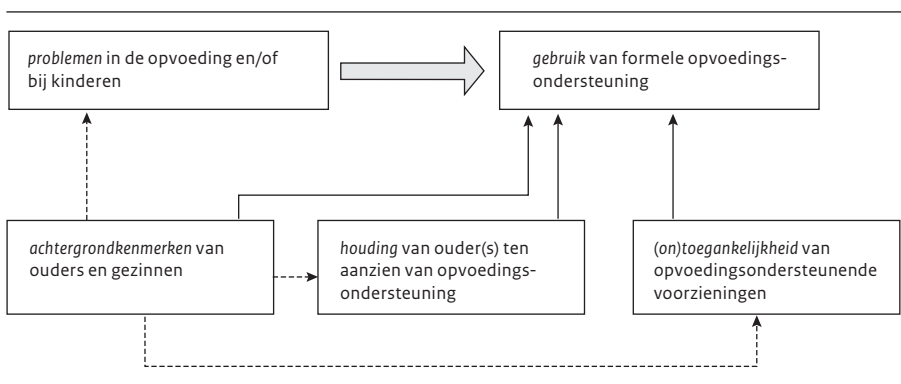 problemen in de opvoeding en/of
bij kinderen
gebruik van formele opvoedings-
ondersteuning
achtergrondkenmerken van
ouders en gezinnen
houding van ouder(s) ten
aanzien van opvoedings-
ondersteuning
(on)toegankelijkheid van
opvoedingsondersteunende
voorzieningen